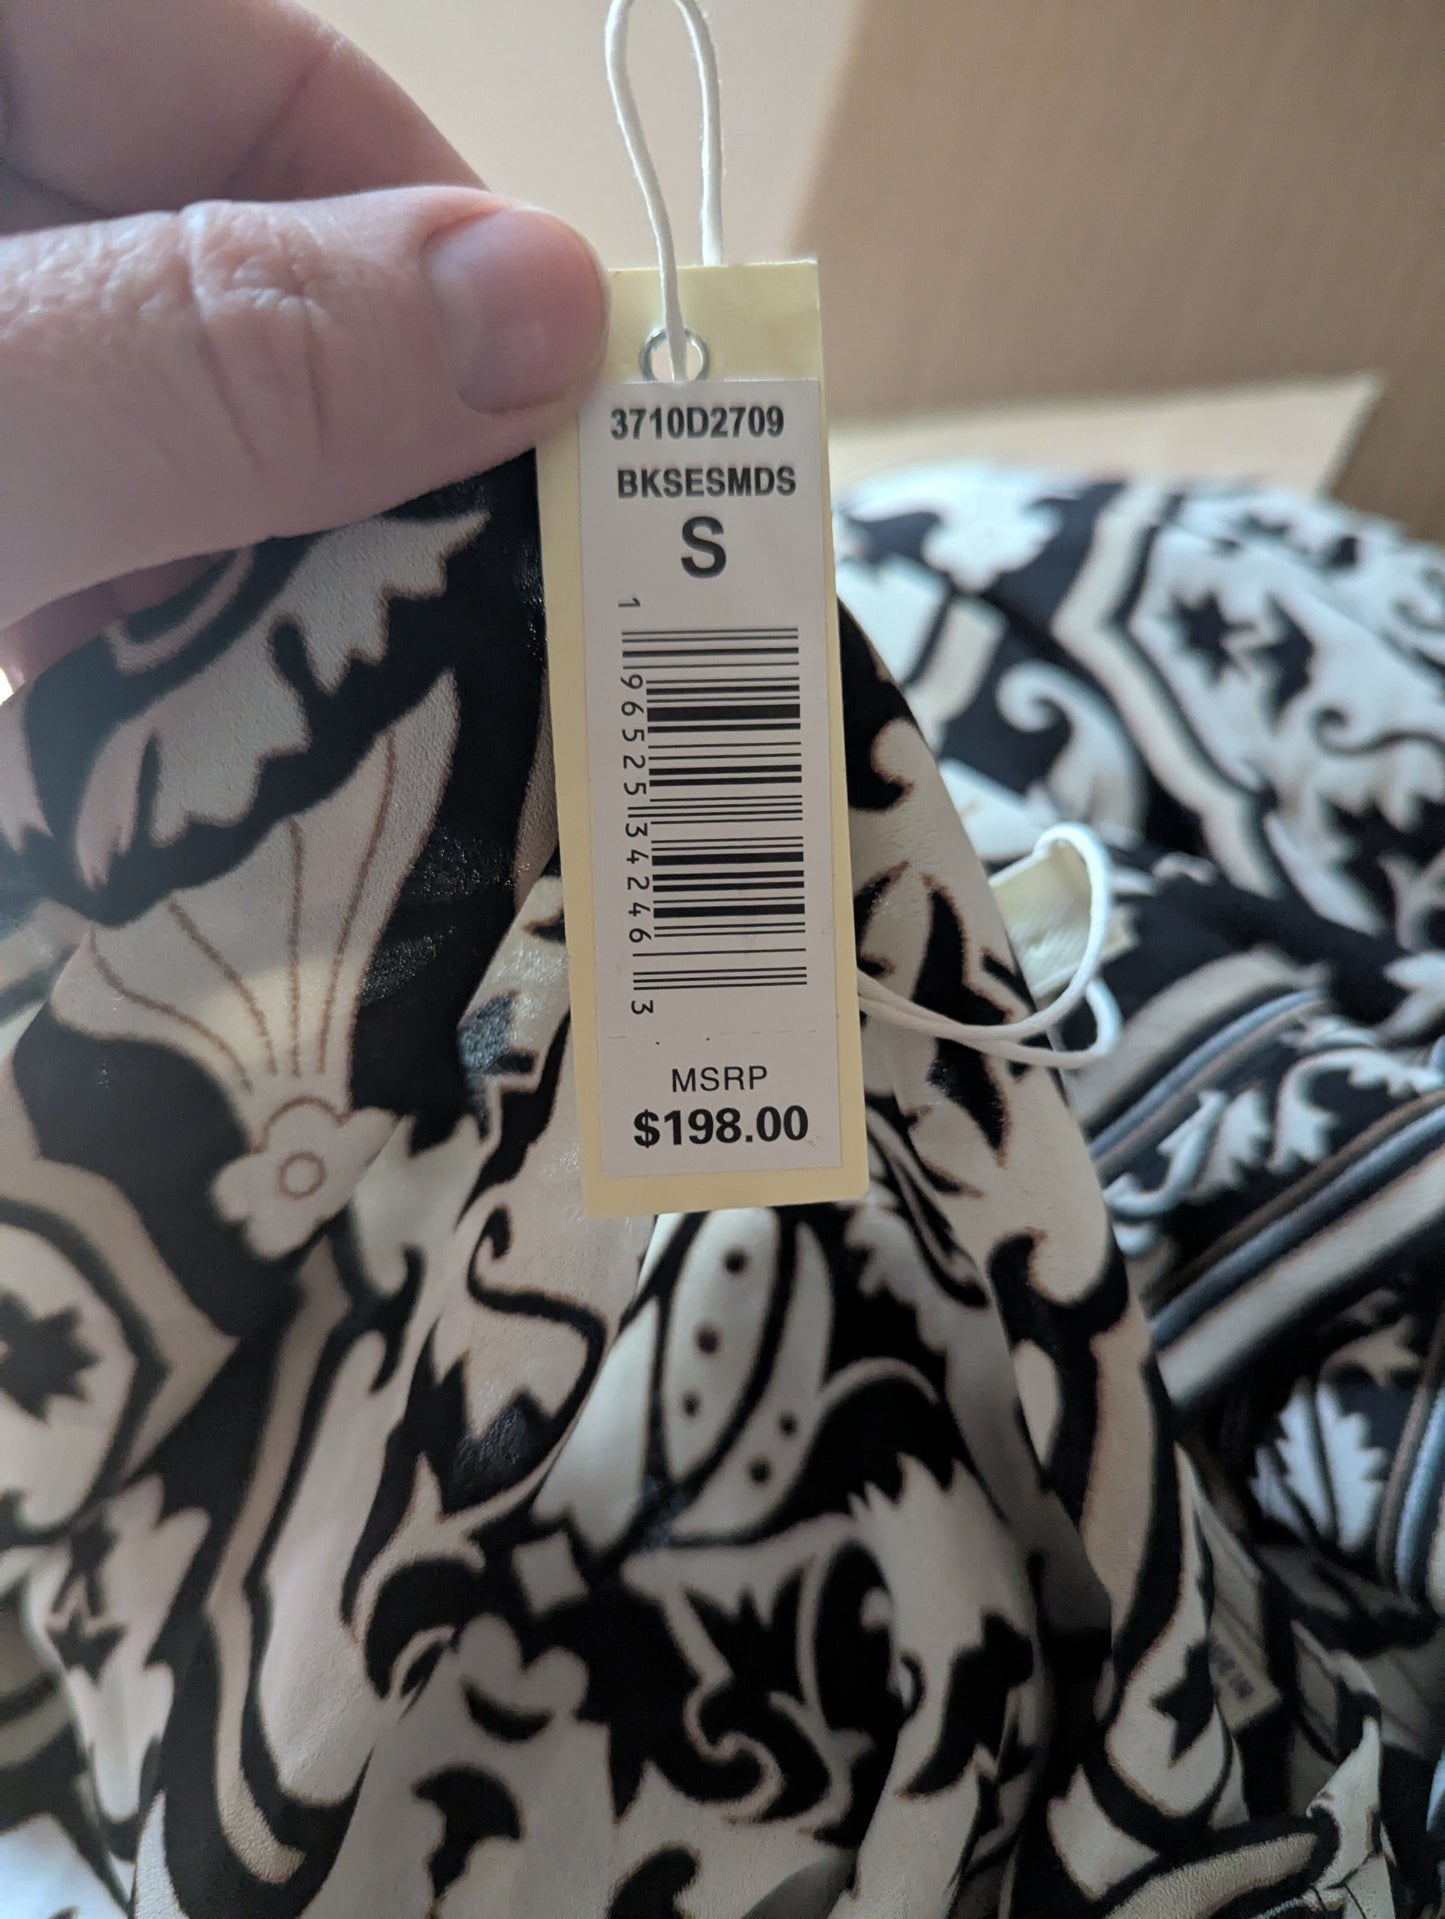 3710D2709
BKSESMDS
S
1 96525 34246 3
MSRP
$198.00